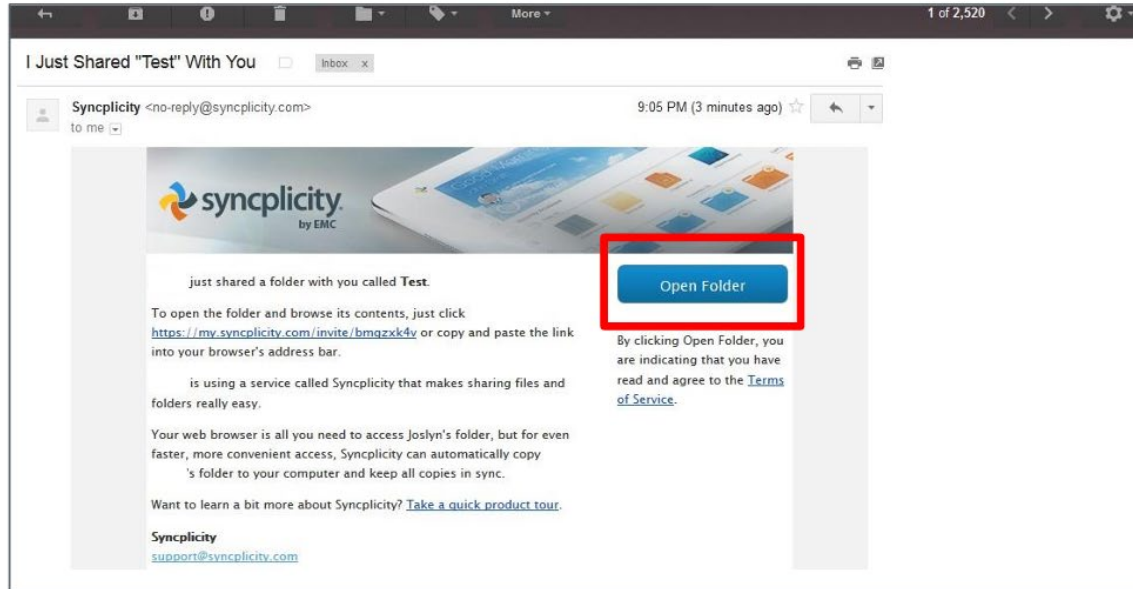 More
1 of 2,520
I Just Shared "Test" With You
Inbox x
Syncplicity <no-reply@syncplicity.com>
9:05 PM (3 minutes ago)
to me
syncplicity
by EMC
just shared a folder with you called Test.
Open Folder
To open the folder and browse its contents, just click
https://my.syncplicity.com/invite/bmqzxk4v or copy and paste the link
into your browser's address bar.
By clicking Open Folder, you
are indicating that you have
read and agree to the Terms
of Service.
is using a service called Syncplicity that makes sharing files and
folders really easy.
Your web browser is all you need to access Joslyn's folder, but for even
faster, more convenient access, Syncplicity can automatically copy
's folder to your computer and keep all copies in sync.
Want to learn a bit more about Syncplicity? Take a quick product tour.
Syncplicity
support@syncplicity.com